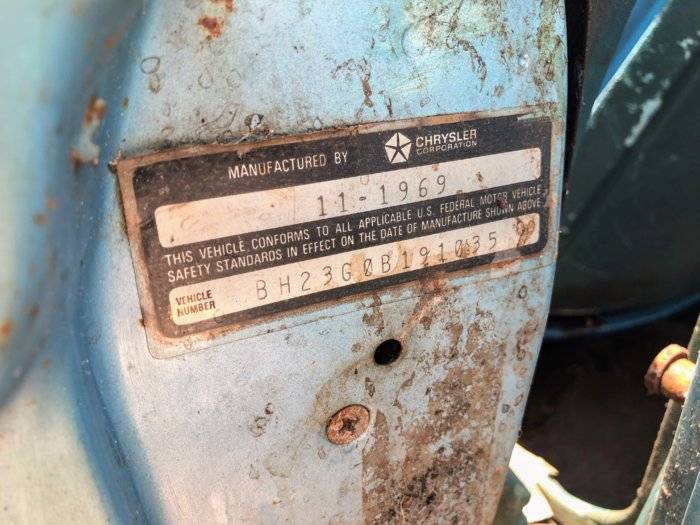 MANUFACTURED BY CHRYSLER CORPORATION
11-1969
THIS VEHICLE CONFORMS TO ALL APPLICABLE U.S. FEDERAL MOTOR VEHICLE
SAFETY STANDARDS IN EFFECT ON THE DATE OF MANUFACTURE SHOWN ABOVE
VEHICLE NUMBER BH23G0B191035